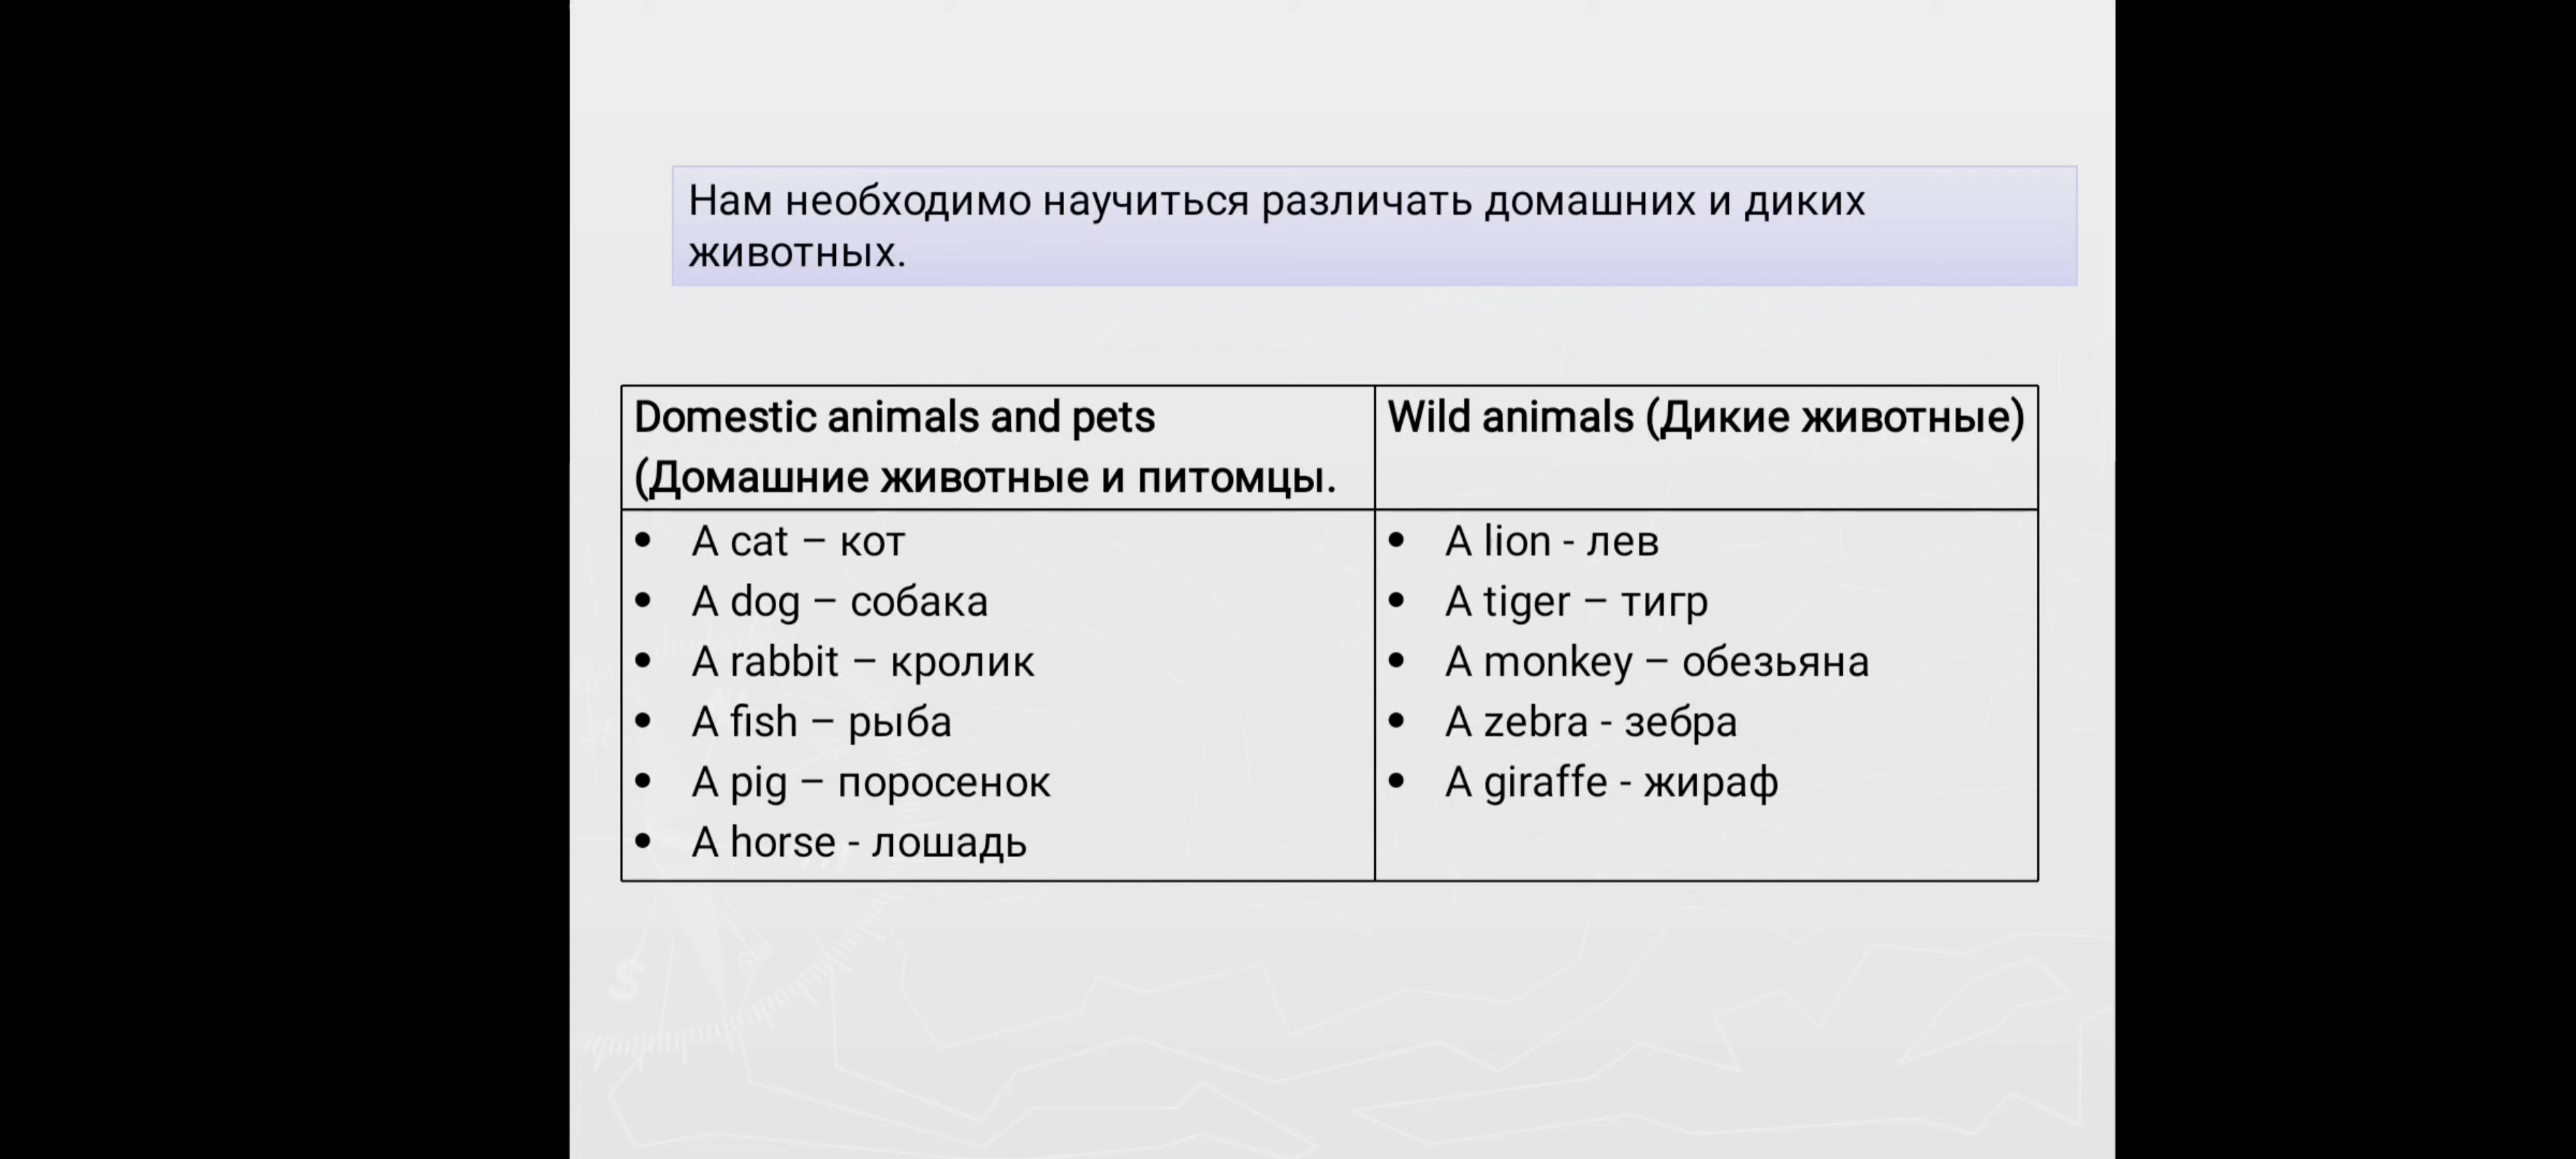 Нам необходимо научиться различать домашних и диких
животных.
Domestic animals and pets
(Домашние животные и питомцы.
• A cat – кот
• A dog – собака
• A rabbit – кролик
• A fish – рыба
• A pig – поросенок
• A horse - лошадь
Wild animals (Дикие животные)
• A lion - лев
• A tiger – тигр
• A monkey – обезьяна
• A zebra - зебра
• A giraffe - жираф
S